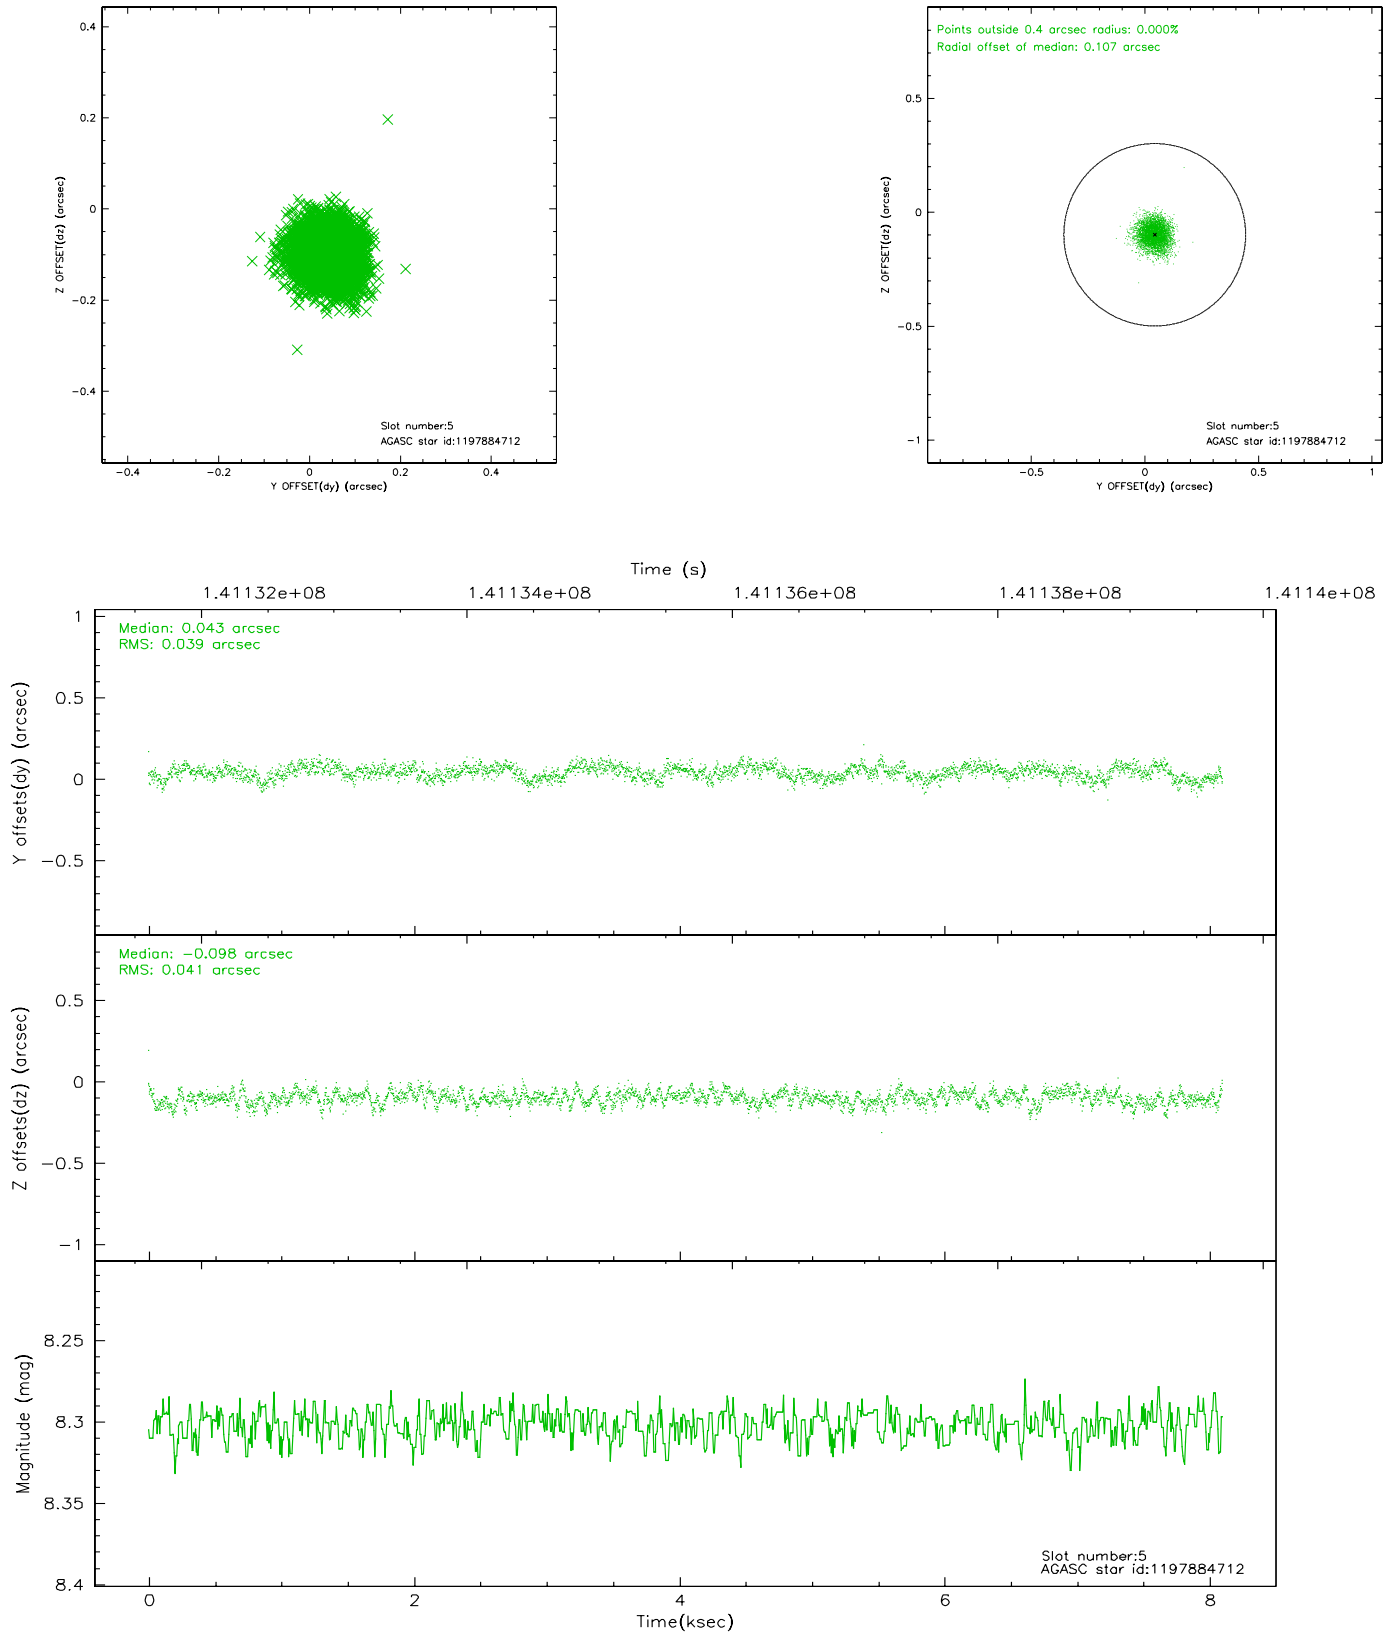 0.4
0.2
0
−0.2
−0.4
Z OFFSET(dz) (arcsec)
Slot number:5
AGASC star id:1197884712
−0.4
−0.2
0
0.2
0.4
Y OFFSET(dy) (arcsec)
Points outside 0.4 arcsec radius: 0.000%
Radial offset of median: 0.107 arcsec
0.5
0
−0.5
−1
Z OFFSET(dz) (arcsec)
Slot number:5
AGASC star id:1197884712
−0.5
0
0.5
1
Y OFFSET(dy) (arcsec)
Time (s)
1.41132e+08
1.41134e+08
1.41136e+08
1.41138e+08
1.4114e+08
Median: 0.043 arcsec
RMS: 0.039 arcsec
1
0.5
0
−0.5
Y offsets(dy) (arcsec)
Median: −0.098 arcsec
RMS: 0.041 arcsec
0.5
0
−0.5
−1
Z offsets(dz) (arcsec)
8.25
8.3
8.35
8.4
Magnitude (mag)
Slot number:5
AGASC star id:1197884712
0
2
4
6
8
Time(ksec)